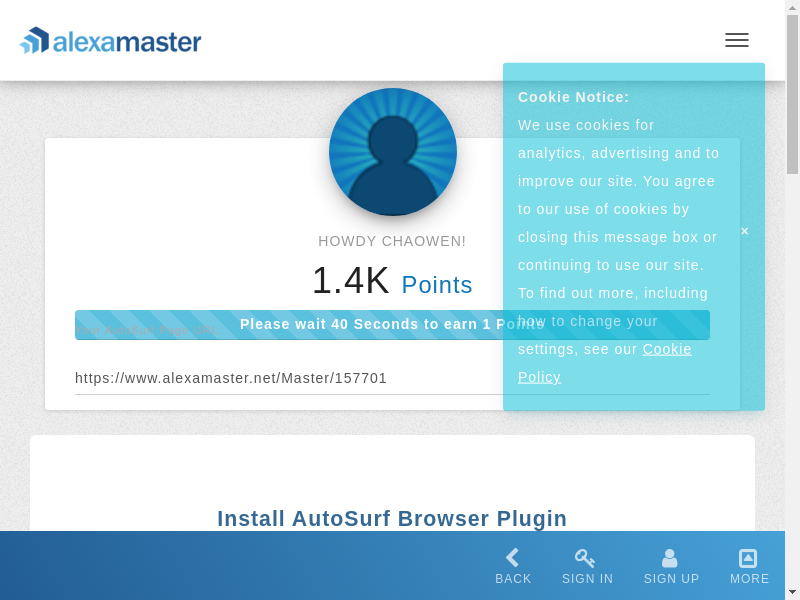 alexamaster
Cookie Notice:
We use cookies for
analytics, advertising and to
improve our site. You agree
to our use of cookies by
closing this message box or
continuing to use our site.
To find out more, including
how to change your
settings, see our Cookie
Policy
×
HOWDY CHAOWEN!
1.4K Points
Please wait 40 Seconds to earn 1 Points
https://www.alexamaster.net/Master/157701
Install AutoSurf Browser Plugin
BACK
SIGN IN
SIGN UP
MORE